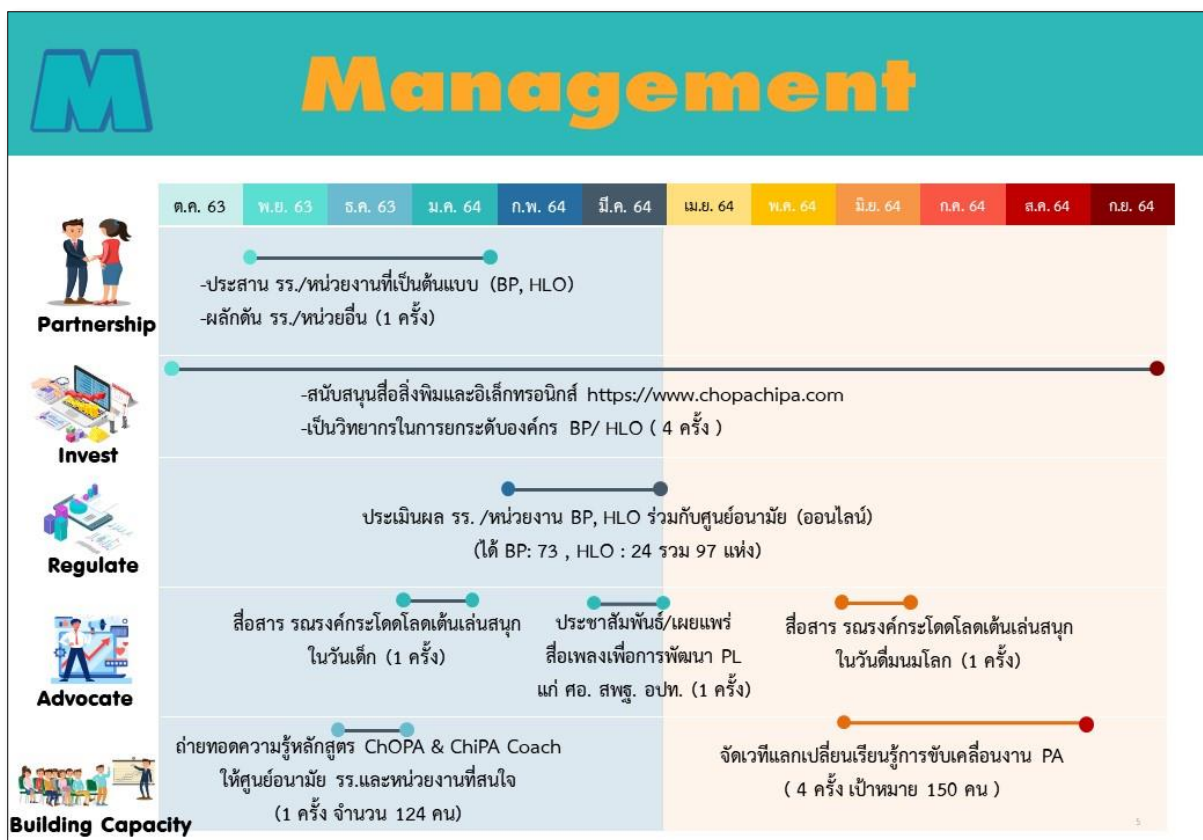 M
Management
ต.ค. 63 พ.ย. 63 ธ.ค. 63 ม.ค. 64 ก.พ. 64 มี.ค. 64 เม.ย. 64 พ.ค. 64 มิ.ย. 64 ก.ค. 64 ส.ค. 64 ก.ย. 64
Partnership
-ประสาน รร./หน่วยงานที่เป็นต้นแบบ (BP, HLO)
-ผลักดัน รร./หน่วยอื่น (1 ครั้ง)
Invest
-สนับสนุนสื่อสิ่งพิมและอิเล็กทรอนิกส์ https://www.chopachipa.com
-เป็นวิทยากรในการยกระดับองค์กร BP/ HLO ( 4 ครั้ง )
Regulate
ประเมินผล รร. /หน่วยงาน BP, HLO ร่วมกับศูนย์อนามัย (ออนไลน์)
(ได้ BP: 73 , HLO : 24 รวม 97 แห่ง)
Advocate
สื่อสาร รณรงค์กระโดดโลดเต้นเล่นสนุก
ในวันเด็ก (1 ครั้ง)
ประชาสัมพันธ์/เผยแพร่
สื่อเพลงเพื่อการพัฒนา PL
แก่ ศอ. สพฐ. อปท. (1 ครั้ง)
สื่อสาร รณรงค์กระโดดโลดเต้นเล่นสนุก
ในวันดื่มนมโลก (1 ครั้ง)
Building Capacity
ถ่ายทอดความรู้หลักสูตร ChOPA & ChiPA Coach
ให้ศูนย์อนามัย รร.และหน่วยงานที่สนใจ
(1 ครั้ง จำนวน 124 คน)
จัดเวทีแลกเปลี่ยนเรียนรู้การขับเคลื่อนงาน PA
( 4 ครั้ง เป้าหมาย 150 คน )
5